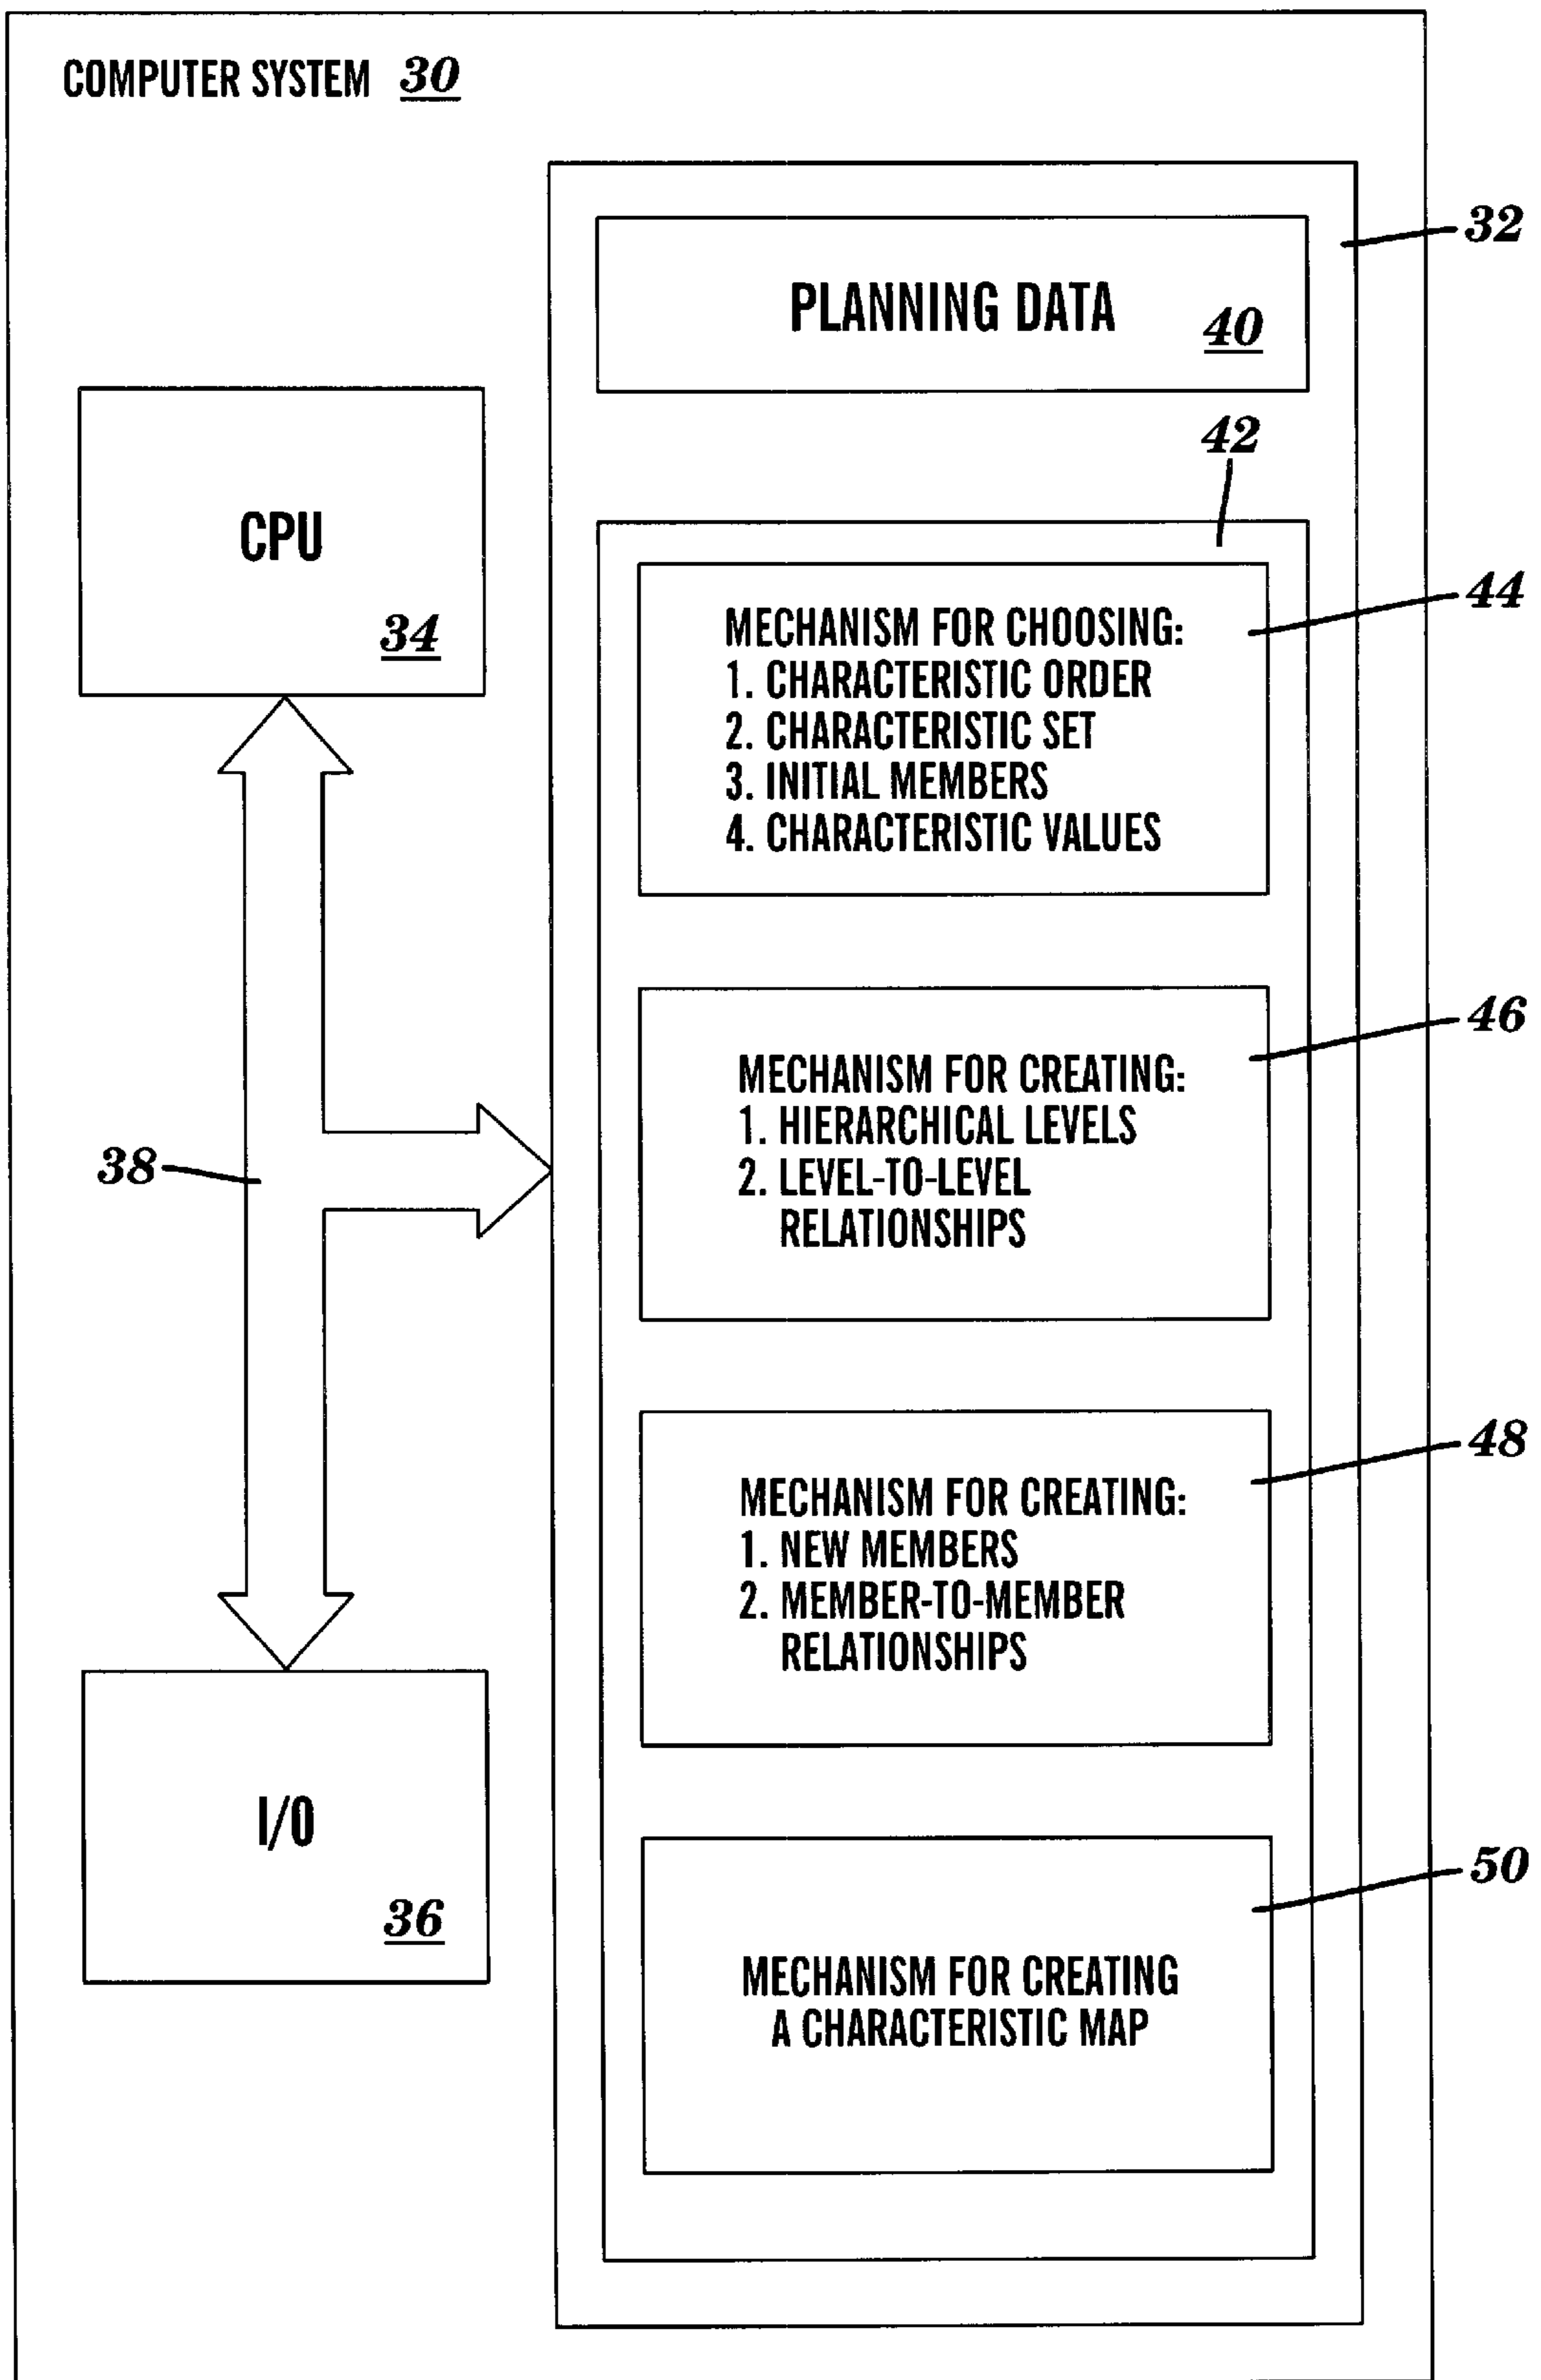 COMPUTER SYSTEM 30
32
PLANNING DATA
40
42
CPU
34
44
MECHANISM FOR CHOOSING:
1. CHARACTERISTIC ORDER
2. CHARACTERISTIC SET
3. INITIAL MEMBERS
4. CHARACTERISTIC VALUES
46
MECHANISM FOR CREATING:
1. HIERARCHICAL LEVELS
2. LEVEL-TO-LEVEL
RELATIONSHIPS
38
48
MECHANISM FOR CREATING:
1. NEW MEMBERS
2. MEMBER-TO-MEMBER
RELATIONSHIPS
I/O
36
50
MECHANISM FOR CREATING
A CHARACTERISTIC MAP